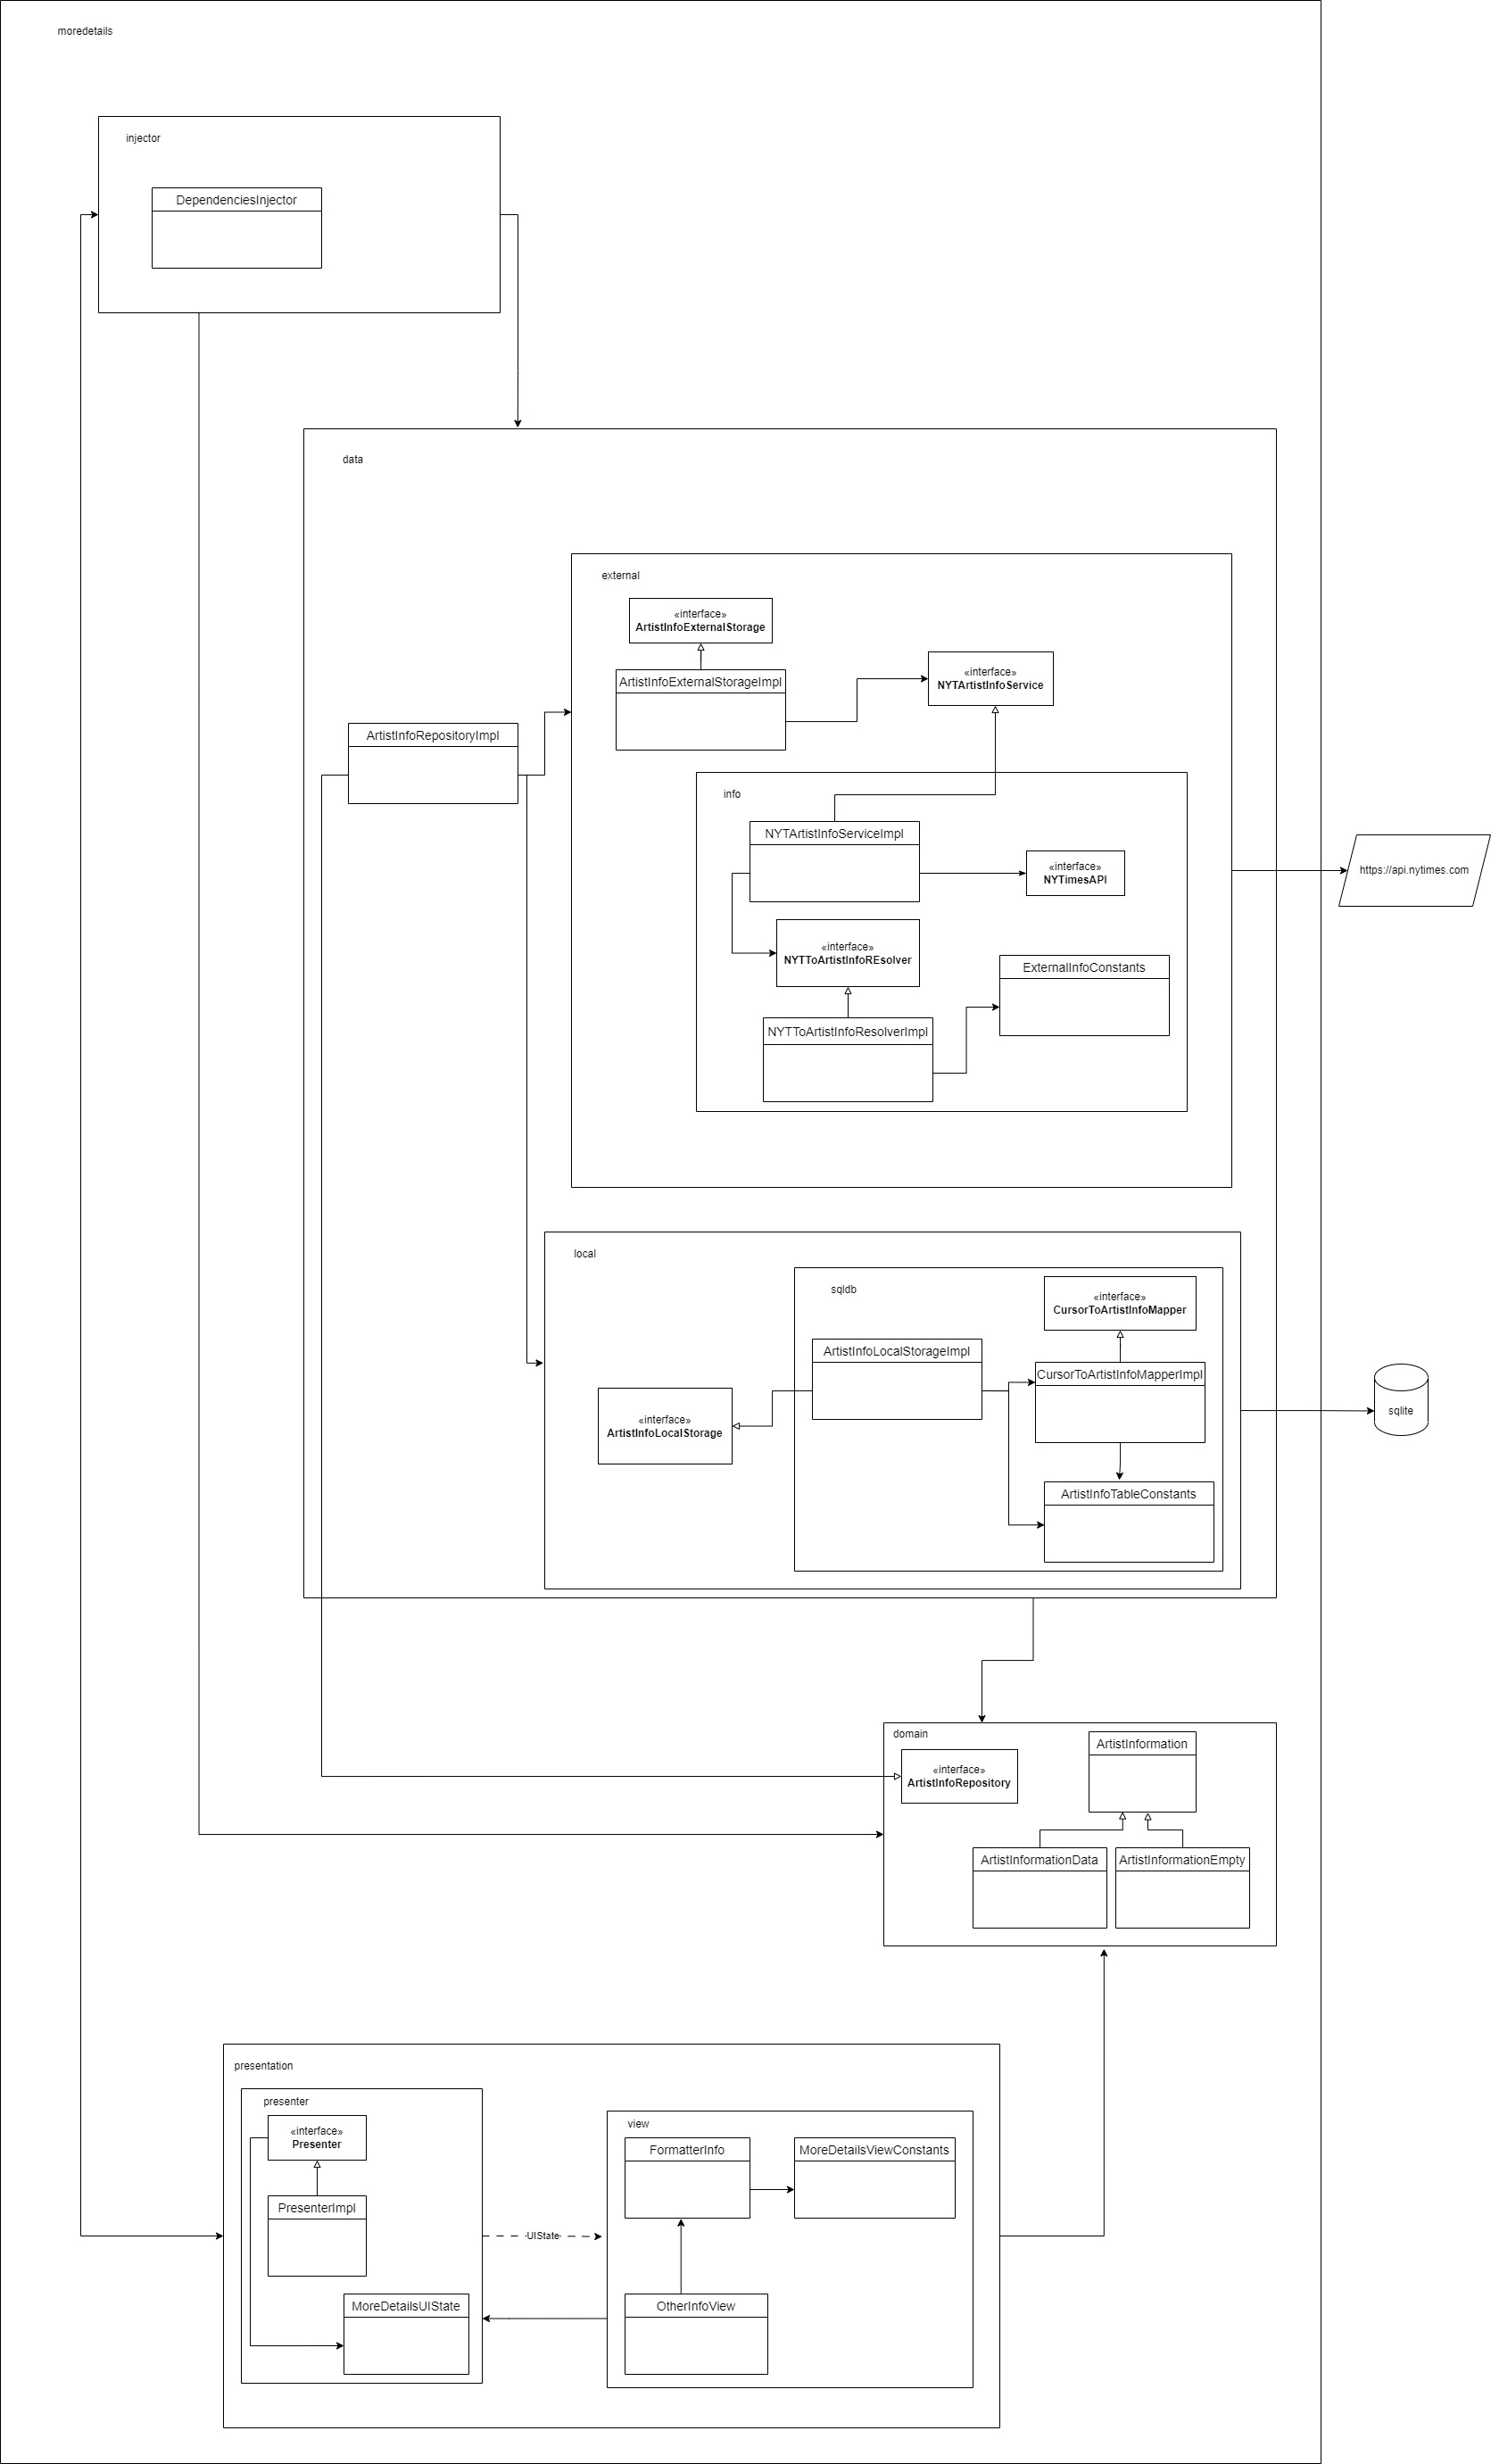 moredetails
injector
DependenciesInjector
data
external
«interface»
ArtistInfoExternalStorage
ArtistInfoExternalStorageImpl
«interface»
NYTArtistInfoService
ArtistInfoRepositoryImpl
info
NYTArtistInfoServiceImpl
«interface»
NYTimesAPI
https://api.nytimes.com
«interface»
NYTToArtistInfoREsolver
ExternalInfoConstants
NYTToArtistInfoResolverImpl
local
sqldb
«interface»
CursorToArtistInfoMapper
ArtistInfoLocalStorageImpl
CursorToArtistInfoMapperImpl
«interface»
ArtistInfoLocalStorage
sqlite
ArtistInfoTableConstants
domain
ArtistInformation
«interface»
ArtistInfoRepository
ArtistInformationData
ArtistInformationEmpty
presentation
presenter
«interface»
Presenter
view
FormatterInfo
MoreDetailsViewConstants
PresenterImpl
UIState
MoreDetailsUIState
OtherInfoView